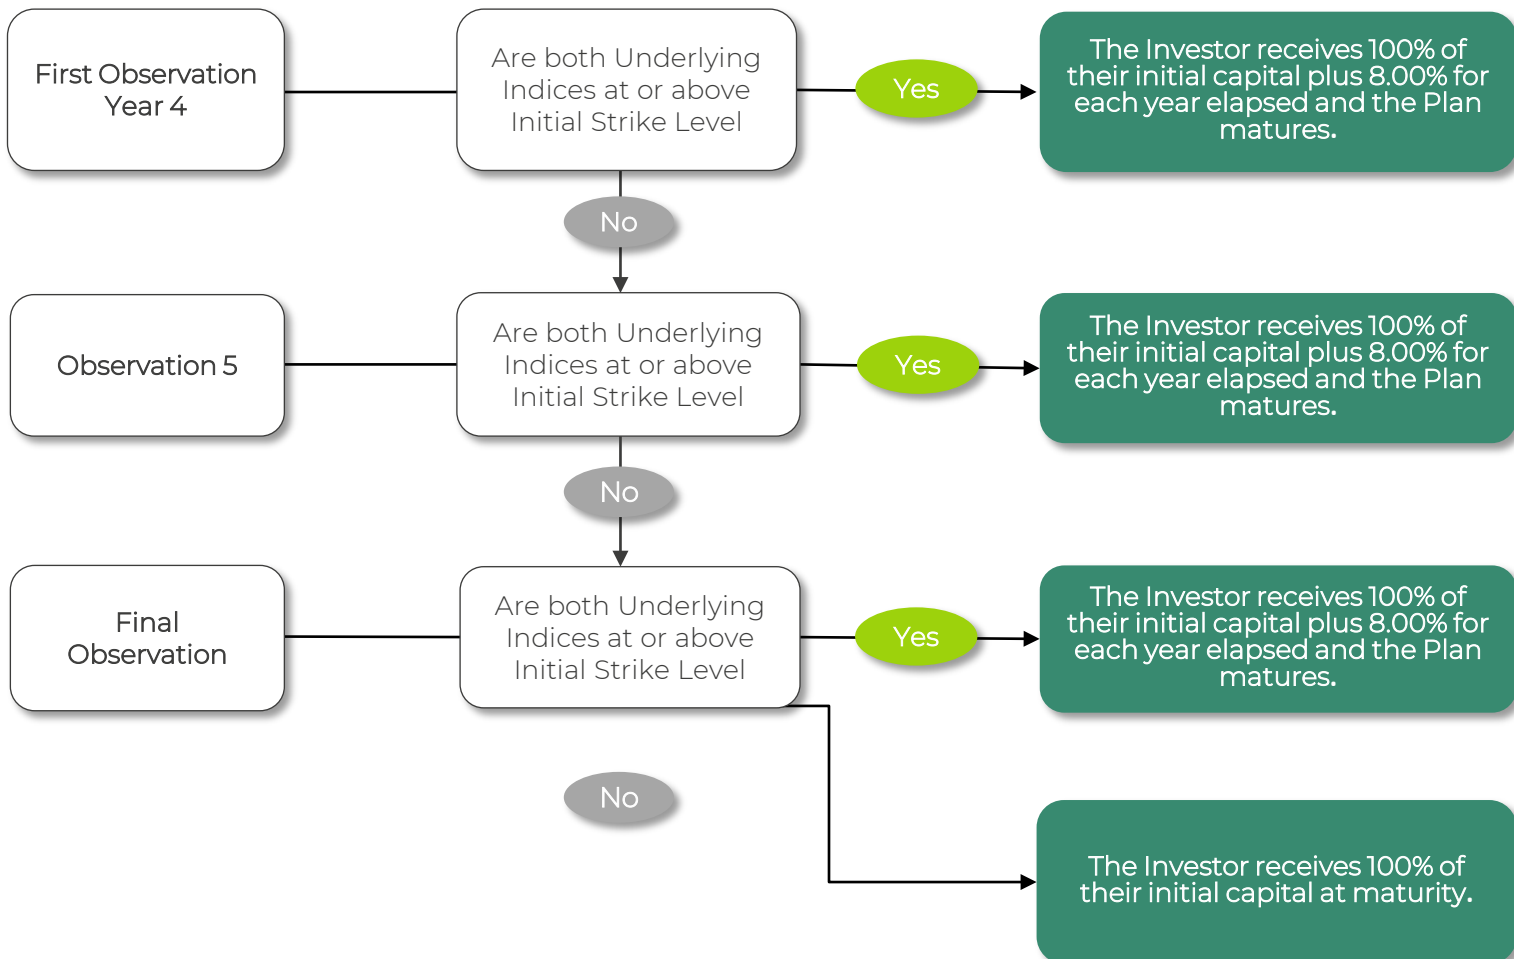 First Observation
Year 4
Are both Underlying
Indices at or above
Initial Strike Level
Yes
The Investor receives 100% of
their initial capital plus 8.00% for
each year elapsed and the Plan
matures.
No
Observation 5
Are both Underlying
Indices at or above
Initial Strike Level
Yes
The Investor receives 100% of
their initial capital plus 8.00% for
each year elapsed and the Plan
matures.
No
Final
Observation
Are both Underlying
Indices at or above
Initial Strike Level
Yes
The Investor receives 100% of
their initial capital plus 8.00% for
each year elapsed and the Plan
matures.
No
The Investor receives 100% of
their initial capital at maturity.